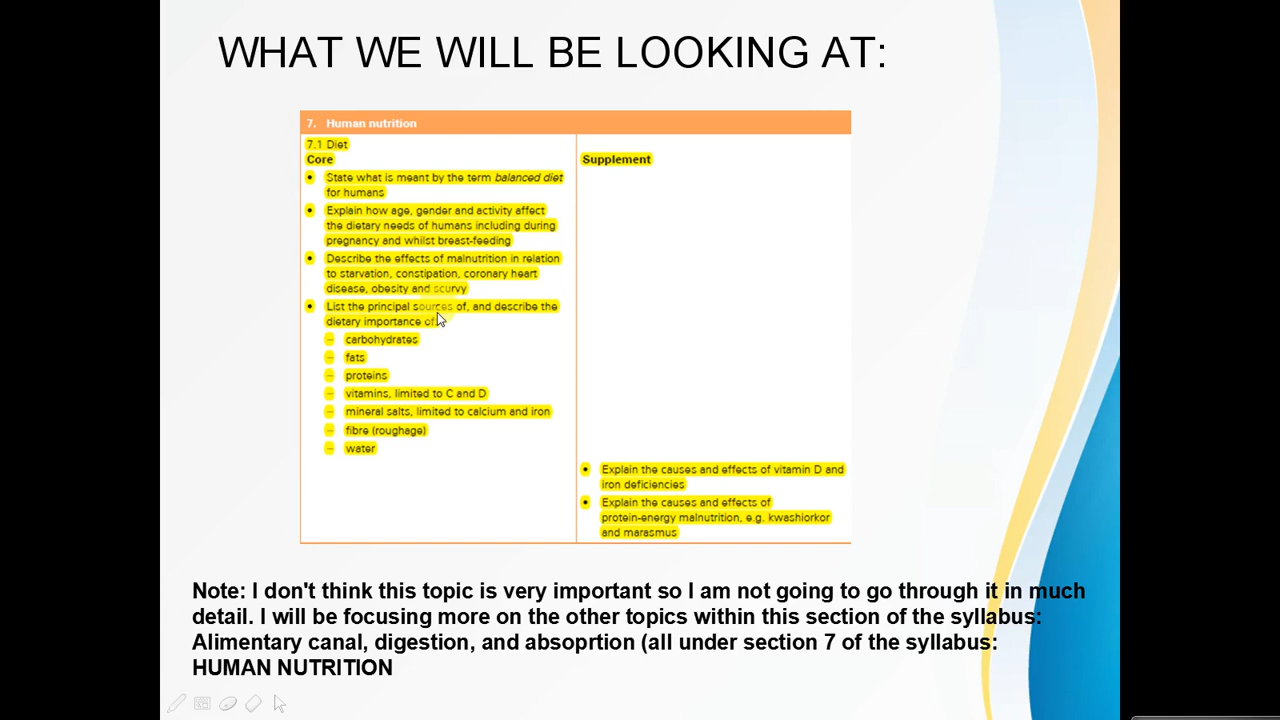 WHAT WE WILL BE LOOKING AT:
7. Human nutrition
7.1 Diet
Core
• State what is meant by the term balanced diet
for humans
• Explain how age, gender and activity affect
the dietary needs of humans including during
pregnancy and whilst breast-feeding
• Describe the effects of malnutrition in relation
to starvation, constipation, coronary heart
disease, obesity and scurvy
• List the principal sources of, and describe the
dietary importance of
– carbohydrates
– fats
– proteins
– vitamins, limited to C and D
– mineral salts, limited to calcium and iron
– fibre (roughage)
– water
Supplement
• Explain the causes and effects of vitamin D and
iron deficiencies
• Explain the causes and effects of
protein-energy malnutrition, e.g. kwashiorkor
and marasmus
Note: I don't think this topic is very important so I am not going to go through it in much
detail. I will be focusing more on the other topics within this section of the syllabus:
Alimentary canal, digestion, and absoprtion (all under section 7 of the syllabus:
HUMAN NUTRITION